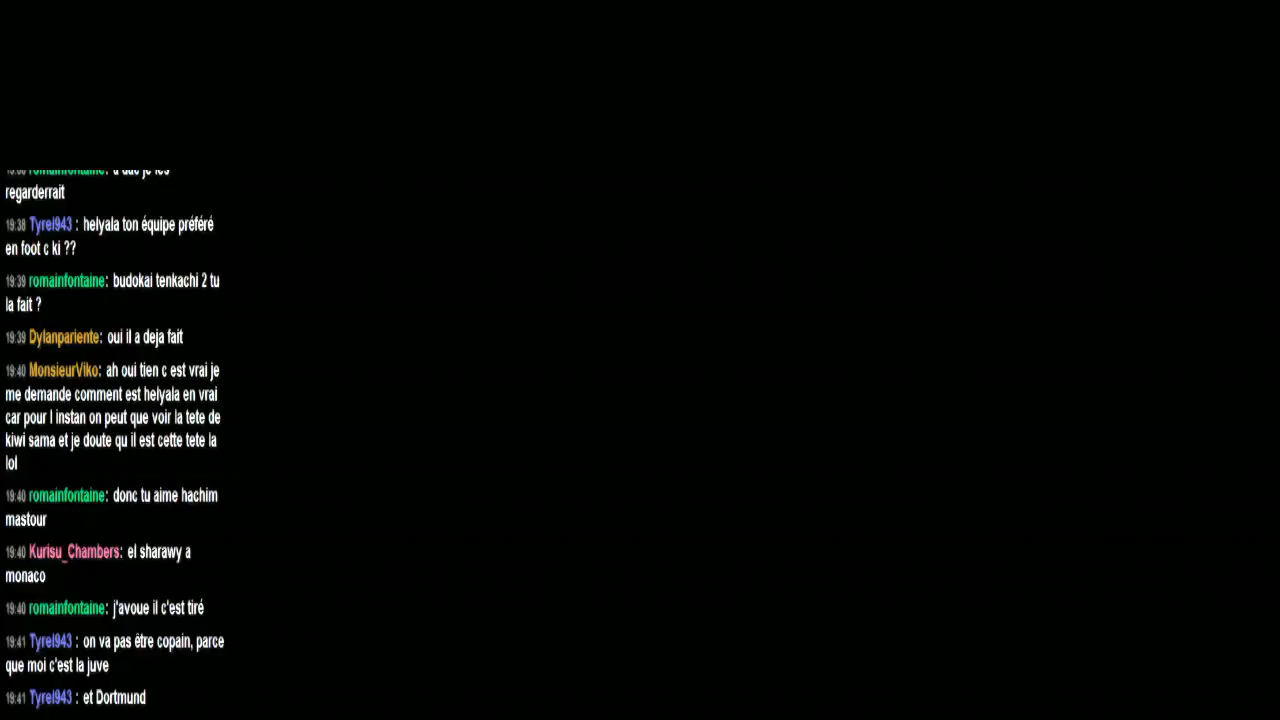 romainfontaine: a dac je les
regarderrait
19:38 Tyrel943 : helyala ton équipe préféré
en foot c ki ??
19:39 romainfontaine: budokai tenkachi 2 tu
la fait ?
19:39 Dylanpariente: oui il a deja fait
19:40 MonsieurViko: ah oui tien c est vrai je
me demande comment est helyala en vrai
car pour l instan on peut que voir la tete de
kiwi sama et je doute qu il est cette tete la
lol
19:40 romainfontaine: donc tu aime hachim
mastour
19:40 Kurisu_Chambers: el sharawy a
monaco
19:40 romainfontaine: j'avoue il c'est tiré
19:41 Tyrel943 : on va pas être copain, parce
que moi c'est la juve
19:41 Tyrel943 : et Dortmund